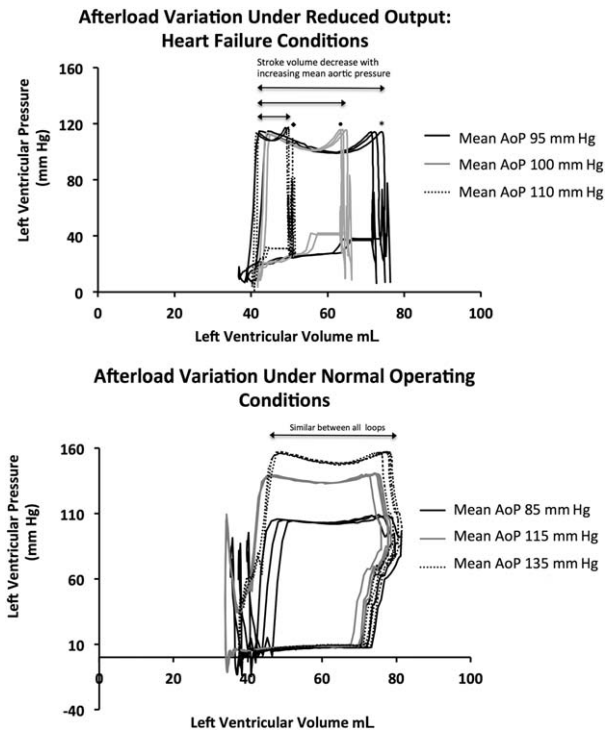 Afterload Variation Under Reduced Output:
Heart Failure Conditions
Stroke volume decrease with
increasing mean aortic pressure
160
120
80
40
0
Left Ventricular Pressure
(mm Hg)
Mean AoP 95 mm Hg
Mean AoP 100 mm Hg
Mean AoP 110 mm Hg
0 20 40 60 80 100
Left Ventricular Volume mL
Afterload Variation Under Normal Operating
Conditions
Similar between all loops
160
110
60
10
-40
Left Ventricular Pressure
(mm Hg)
Mean AoP 85 mm Hg
Mean AoP 115 mm Hg
Mean AoP 135 mm Hg
0 20 40 60 80 100
Left Ventricular Volume mL